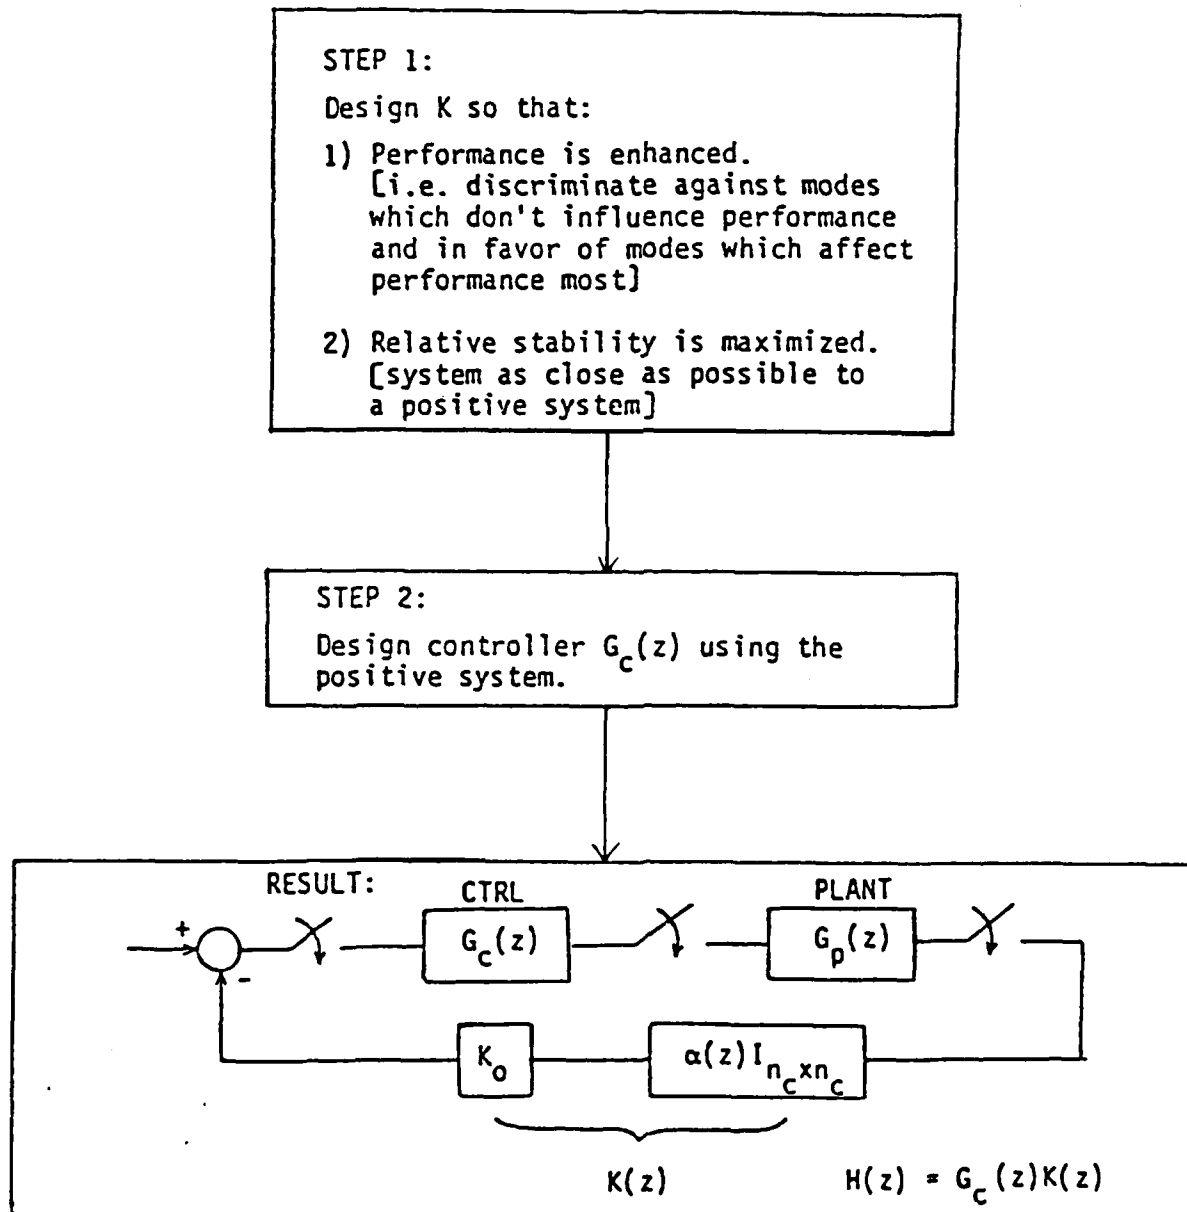 STEP 1:
Design K so that:
1) Performance is enhanced.
[i.e. discriminate against modes
which don't influence performance
and in favor of modes which affect
performance most]
2) Relative stability is maximized.
[system as close as possible to
a positive system]
STEP 2:
Design controller G_c(z) using the
positive system.
RESULT:
CTRL
PLANT
+
G_c(z)
G_p(z)
-
K_o
α(z)I_{n_c x n_c}
K(z)
H(z) = G_c(z)K(z)